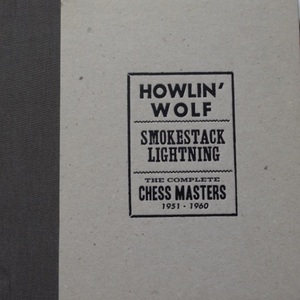 HOWLIN'
WOLF
SMOKESTACK
LIGHTNING
THE COMPLETE
CHESS MASTERS
1951 - 1960